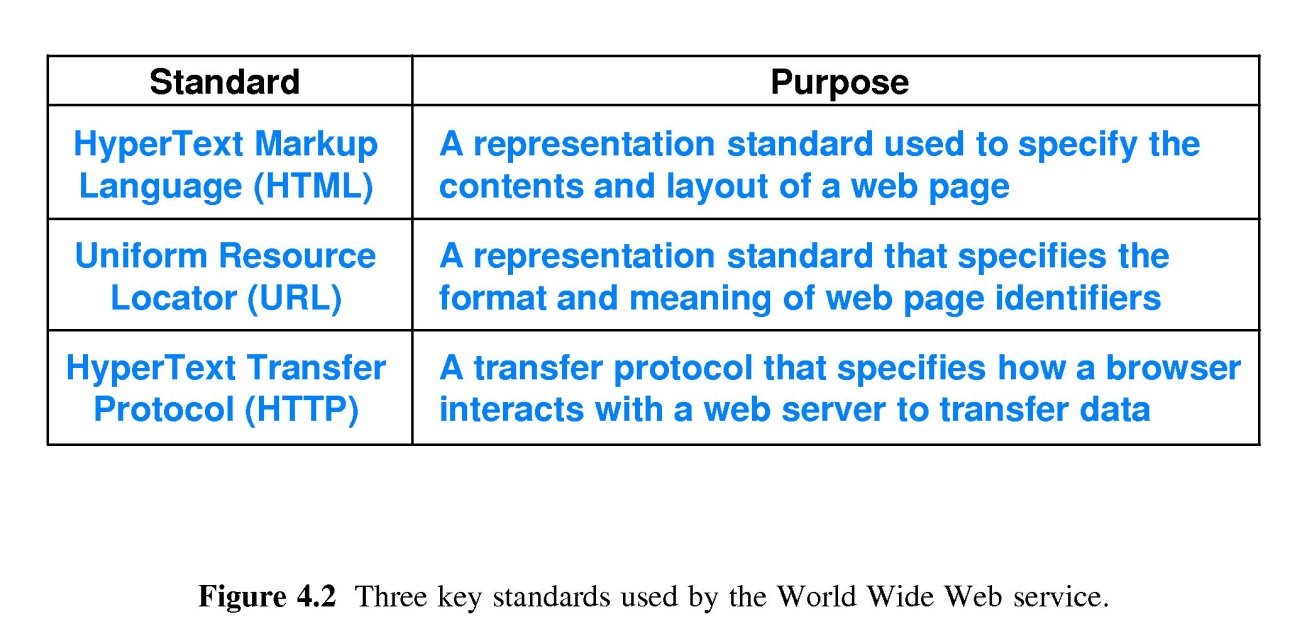 Standard
Purpose
HyperText Markup
Language (HTML)
A representation standard used to specify the
contents and layout of a web page
Uniform Resource
Locator (URL)
A representation standard that specifies the
format and meaning of web page identifiers
HyperText Transfer
Protocol (HTTP)
A transfer protocol that specifies how a browser
interacts with a web server to transfer data
Figure 4.2 Three key standards used by the World Wide Web service.